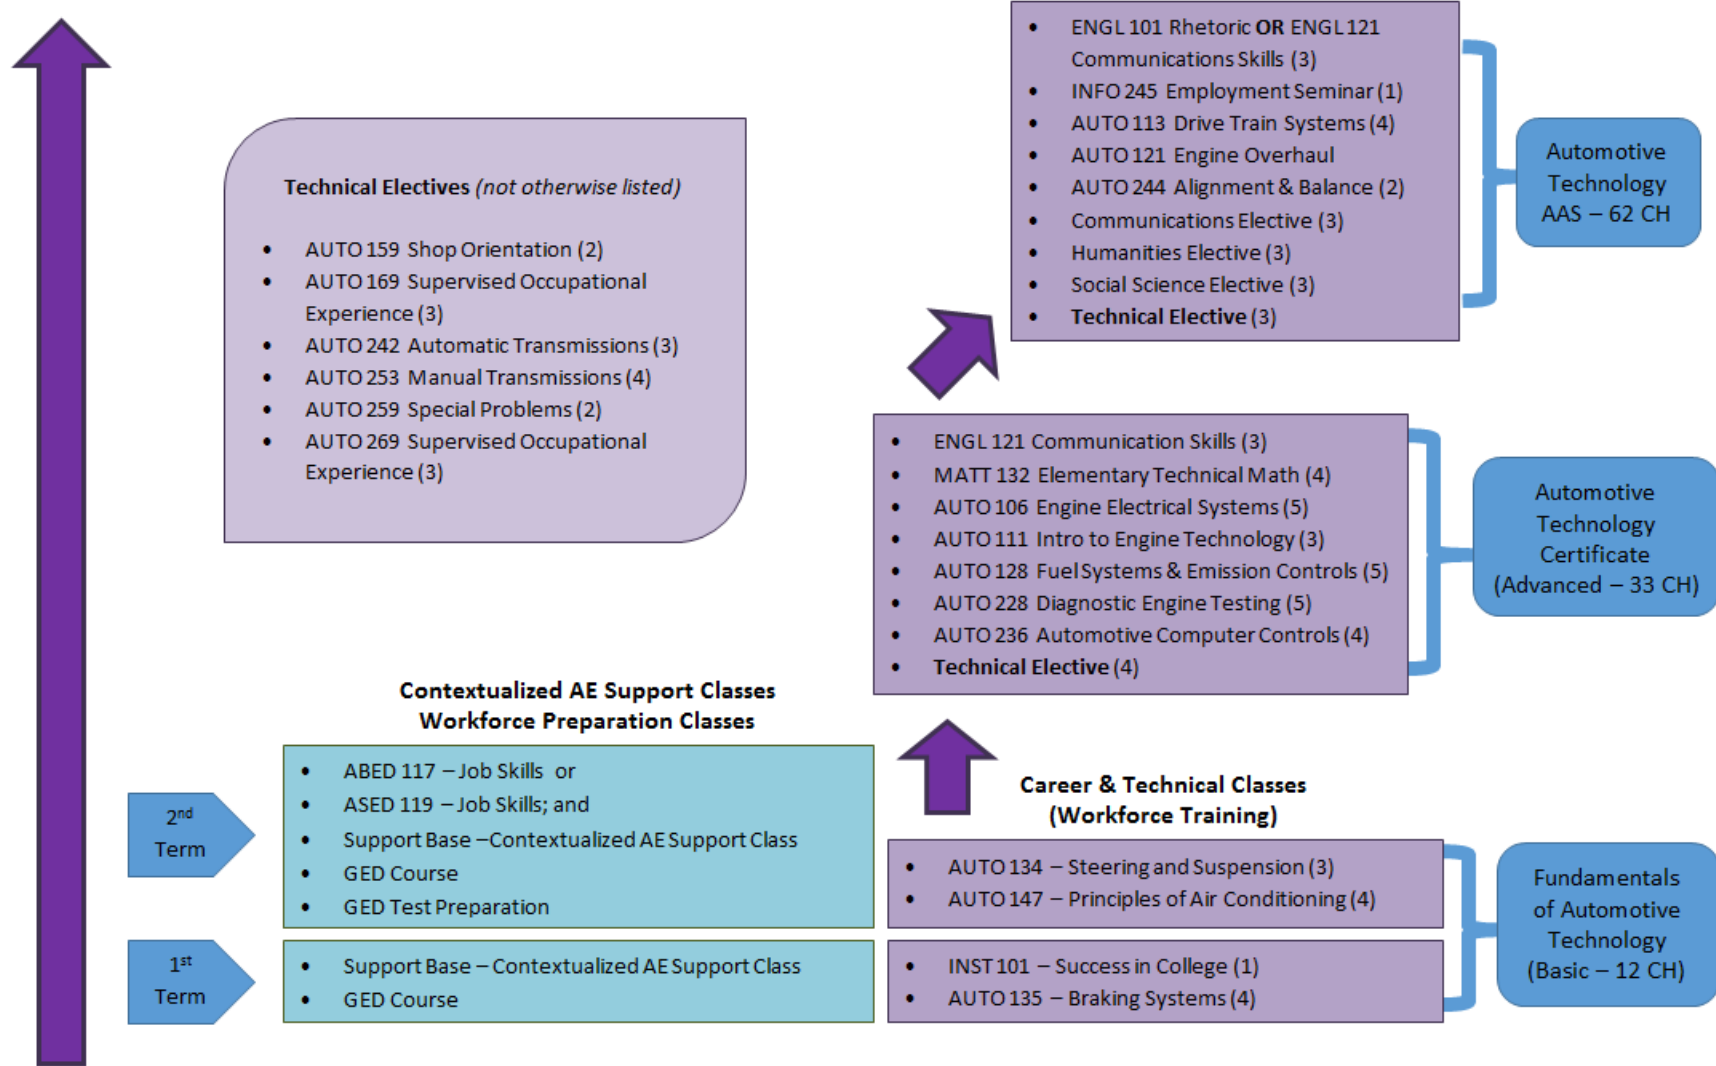 Technical Electives (not otherwise listed)
• AUTO 159 Shop Orientation (2)
• AUTO 169 Supervised Occupational
Experience (3)
• AUTO 242 Automatic Transmissions (3)
• AUTO 253 Manual Transmissions (4)
• AUTO 259 Special Problems (2)
• AUTO 269 Supervised Occupational
Experience (3)
• ENGL 101 Rhetoric OR ENGL 121
Communications Skills (3)
• INFO 245 Employment Seminar (1)
• AUTO 113 Drive Train Systems (4)
• AUTO 121 Engine Overhaul
• AUTO 244 Alignment & Balance (2)
• Communications Elective (3)
• Humanities Elective (3)
• Social Science Elective (3)
• Technical Elective (3)
Automotive
Technology
AAS – 62 CH
• ENGL 121 Communication Skills (3)
• MATT 132 Elementary Technical Math (4)
• AUTO 106 Engine Electrical Systems (5)
• AUTO 111 Intro to Engine Technology (3)
• AUTO 128 Fuel Systems & Emission Controls (5)
• AUTO 228 Diagnostic Engine Testing (5)
• AUTO 236 Automotive Computer Controls (4)
• Technical Elective (4)
Automotive
Technology
Certificate
(Advanced – 33 CH)
Contextualized AE Support Classes
Workforce Preparation Classes
2nd
Term
• ABED 117 – Job Skills or
• ASED 119 – Job Skills; and
• Support Base – Contextualized AE Support Class
• GED Course
• GED Test Preparation
Career & Technical Classes
(Workforce Training)
• AUTO 134 – Steering and Suspension (3)
• AUTO 147 – Principles of Air Conditioning (4)
1st
Term
• Support Base – Contextualized AE Support Class
• GED Course
• INST 101 – Success in College (1)
• AUTO 135 – Braking Systems (4)
Fundamentals
of Automotive
Technology
(Basic – 12 CH)